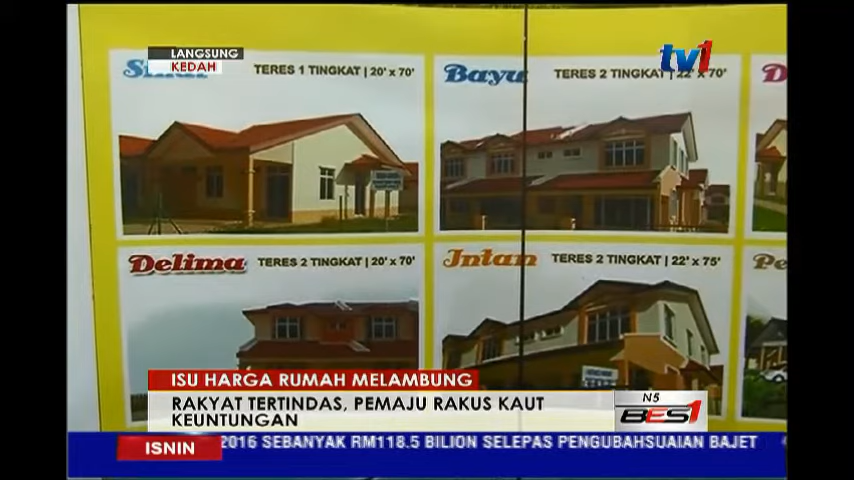 LANGSUNG
KEDAH
tv1
TERES 1 TINGKAT | 20' x 70'
Bayu
TERES 2 TINGKAT | 22' x 70'
Delima
TERES 2 TINGKAT | 20' x 70'
Intan
TERES 2 TINGKAT | 22' x 75'
ISU HARGA RUMAH MELAMBUNG
RAKYAT TERTINDAS, PEMAJU RAKUS KAUT
KEUNTUNGAN
N5
BES1
ISNIN
2016 SEBANYAK RM118.5 BILION SELEPAS PENGUBAHSUAIAN BAJET